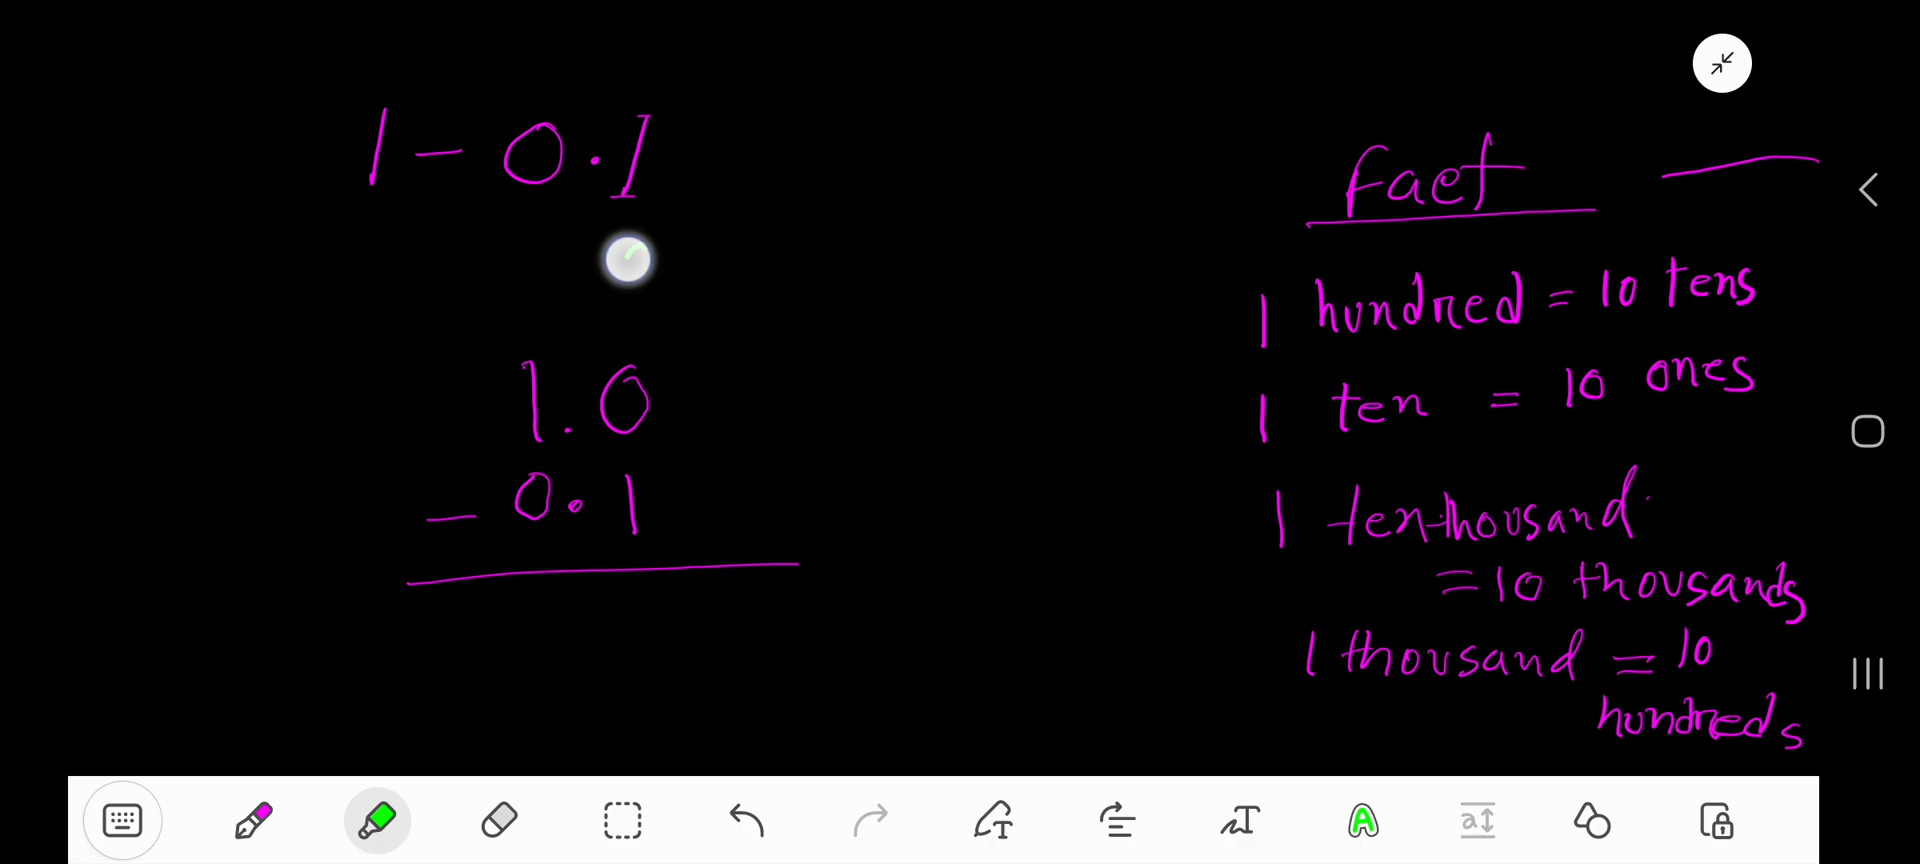 1 - 0.1
1.0
- 0.1
fact
1 hundred = 10 tens
1 ten = 10 ones
1 ten-thousand
= 10 thousands
1 thousand = 10
hundreds